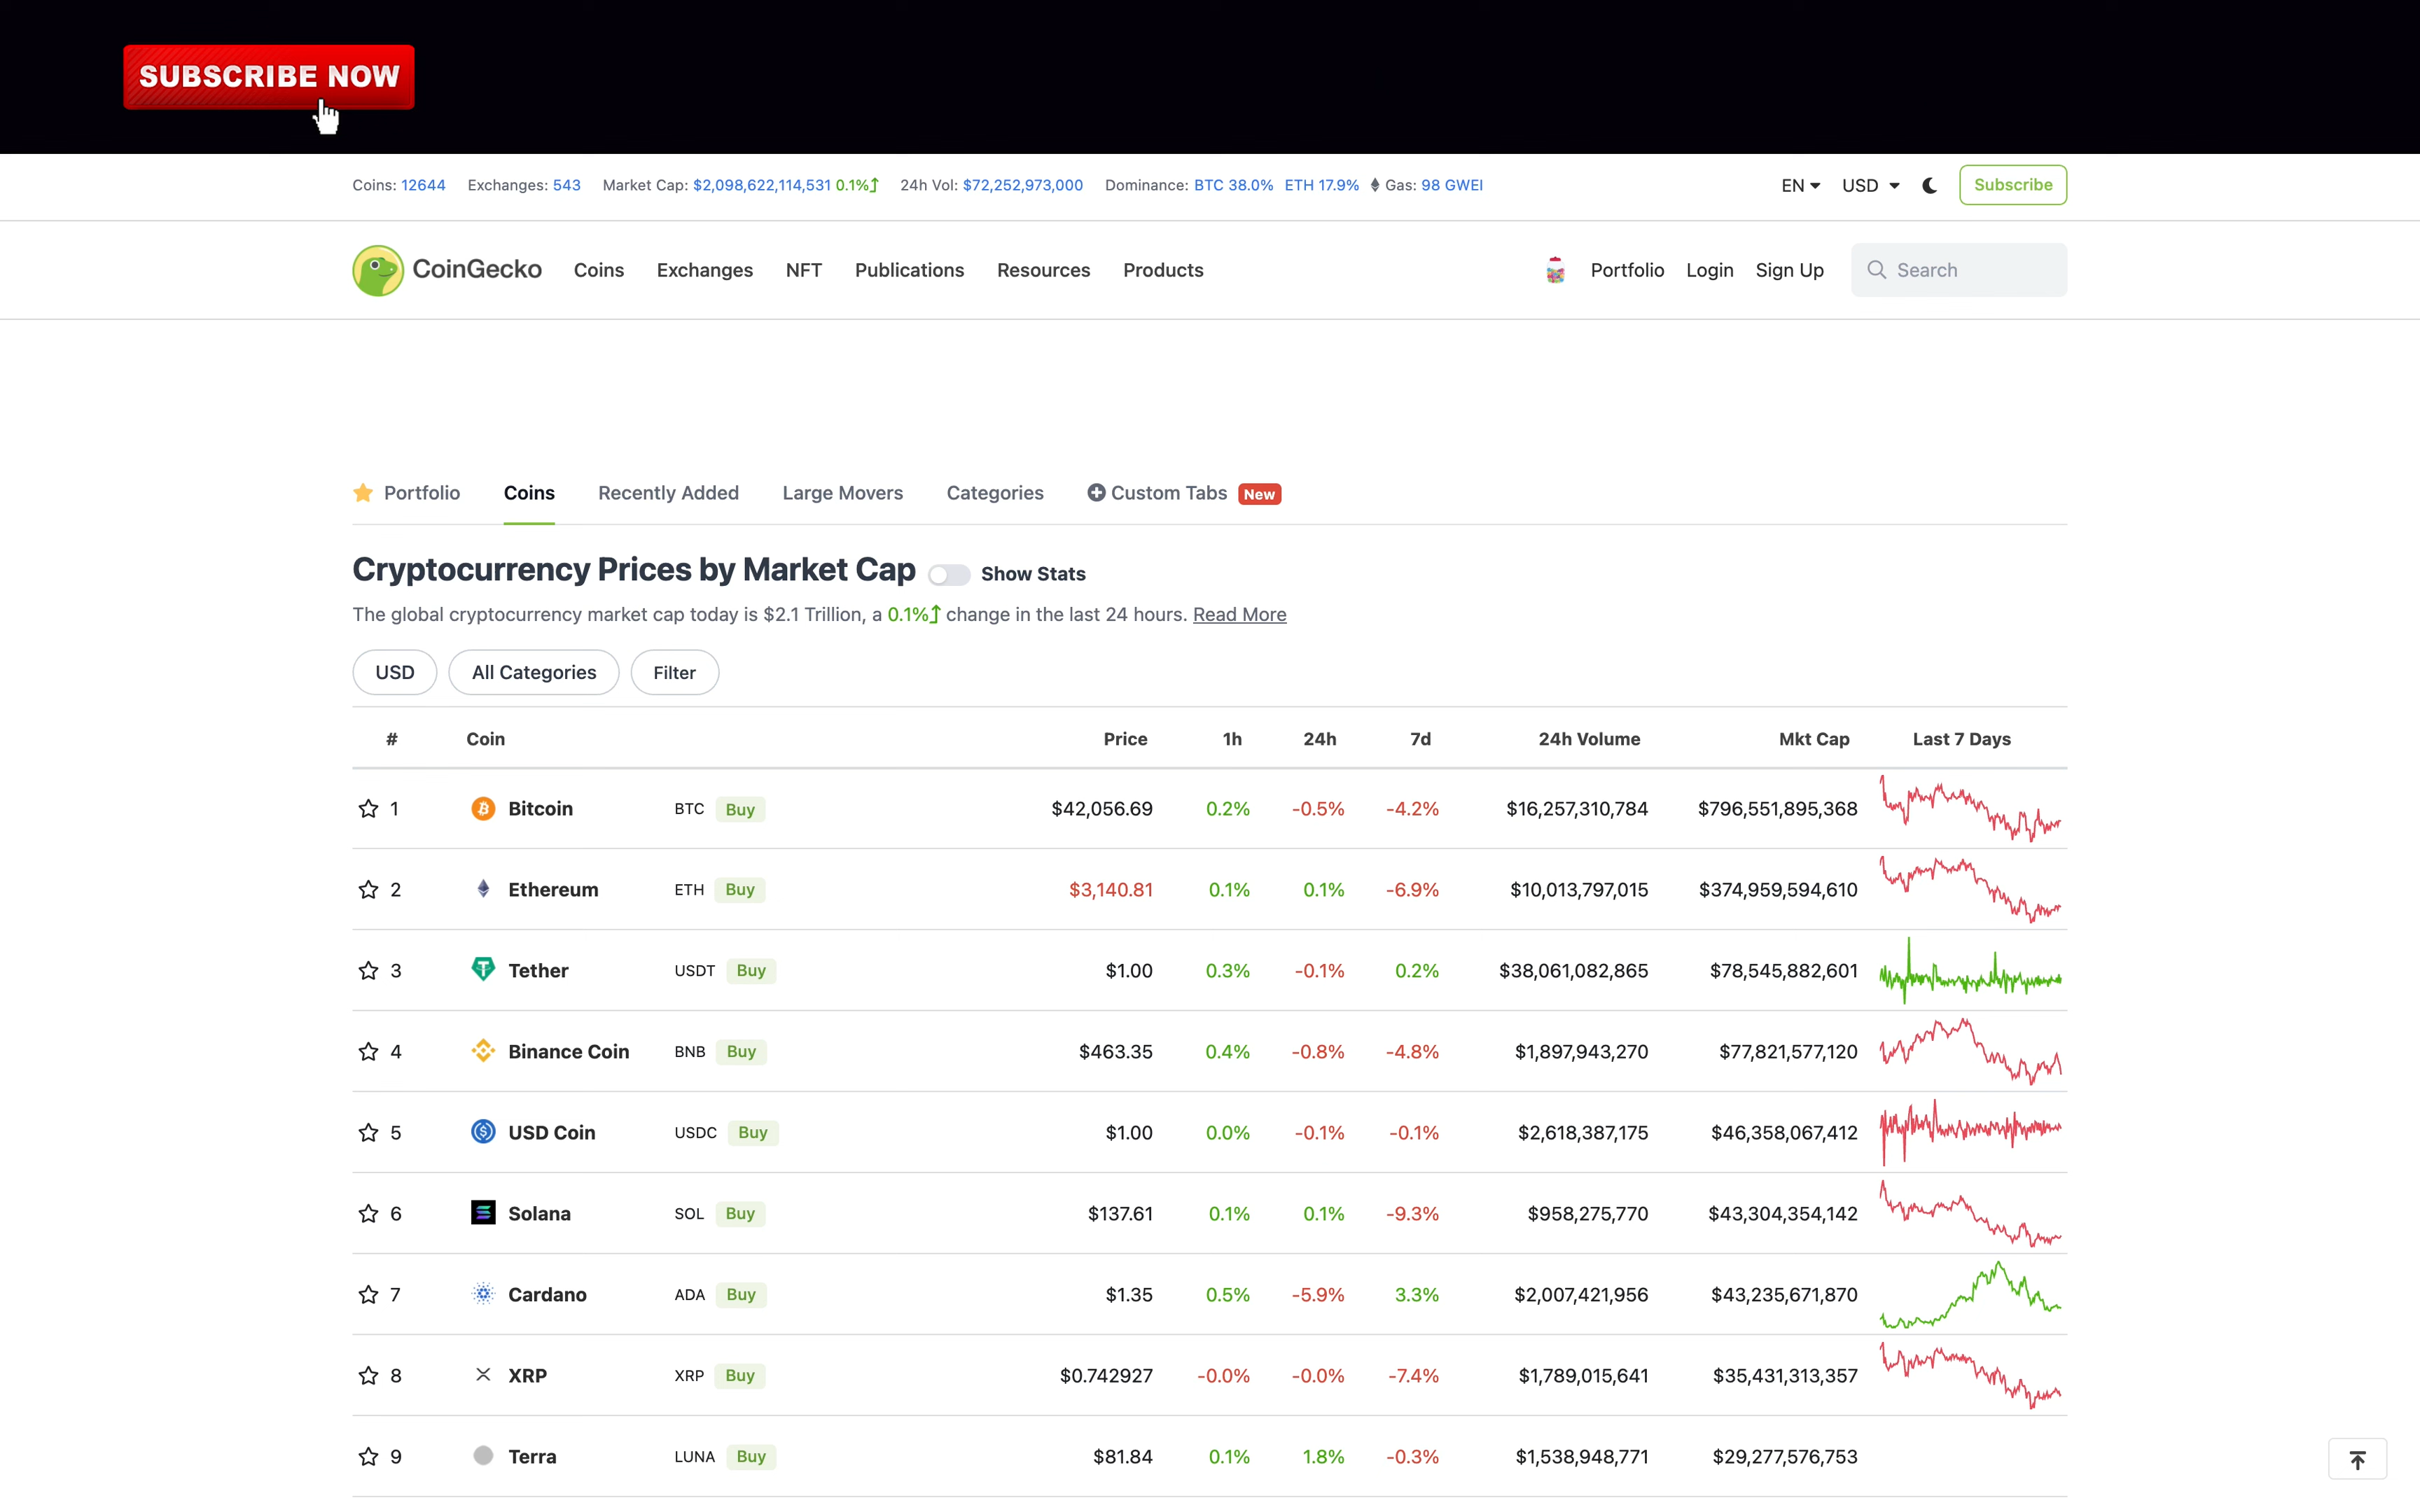 SUBSCRIBE NOW
Coins: 12644 Exchanges: 543 Market Cap: $2,098,622,114,531 0.1% 24h Vol: $72,252,973,000 Dominance: BTC 38.0% ETH 17.9% Gas: 98 GWEI EN USD Subscribe
CoinGecko Coins Exchanges NFT Publications Resources Products Portfolio Login Sign Up Search
Portfolio Coins Recently Added Large Movers Categories Custom Tabs New
Cryptocurrency Prices by Market Cap Show Stats
The global cryptocurrency market cap today is $2.1 Trillion, a 0.1% change in the last 24 hours. Read More
USD All Categories Filter
# Coin Price 1h 24h 7d 24h Volume Mkt Cap Last 7 Days
1 Bitcoin BTC Buy $42,056.69 0.2% -0.5% -4.2% $16,257,310,784 $796,551,895,368
2 Ethereum ETH Buy $3,140.81 0.1% 0.1% -6.9% $10,013,797,015 $374,959,594,610
3 Tether USDT Buy $1.00 0.3% -0.1% 0.2% $38,061,082,865 $78,545,882,601
4 Binance Coin BNB Buy $463.35 0.4% -0.8% -4.8% $1,897,943,270 $77,821,577,120
5 USD Coin USDC Buy $1.00 0.0% -0.1% -0.1% $2,618,387,175 $46,358,067,412
6 Solana SOL Buy $137.61 0.1% 0.1% -9.3% $958,275,770 $43,304,354,142
7 Cardano ADA Buy $1.35 0.5% -5.9% 3.3% $2,007,421,956 $43,235,671,870
8 XRP XRP Buy $0.742927 -0.0% -0.0% -7.4% $1,789,015,641 $35,431,313,357
9 Terra LUNA Buy $81.84 0.1% 1.8% -0.3% $1,538,948,771 $29,277,576,753